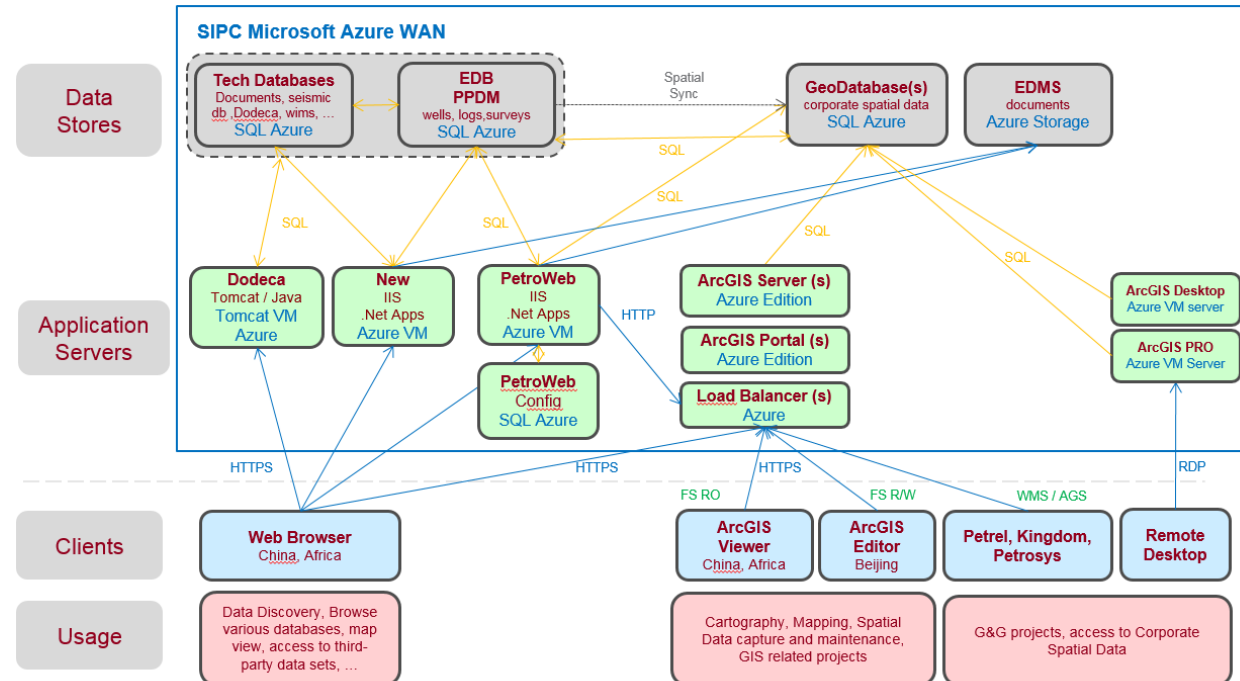 SIPC Microsoft Azure WAN
Data
Stores
Tech Databases
Documents, seismic
db ,Dodeca, wims, ...
SQL Azure
EDB
PPDM
wells, logs,surveys
SQL Azure
Spatial
Sync
GeoDatabase(s)
corporate spatial data
SQL Azure
EDMS
documents
Azure Storage
SQL
SQL
SQL
SQL
SQL
SQL
Application
Servers
Dodeca
Tomcat / Java
Tomcat VM
Azure
New
IIS
.Net Apps
Azure VM
PetroWeb
IIS
.Net Apps
Azure VM
HTTP
ArcGIS Server (s)
Azure Edition
ArcGIS Desktop
Azure VM server
ArcGIS Portal (s)
Azure Edition
ArcGIS PRO
Azure VM Server
PetroWeb
Config
SQL Azure
Load Balancer (s)
Azure
HTTPS
HTTPS
HTTPS
RDP
FS RO
FS R/W
WMS / AGS
Clients
Web Browser
China, Africa
ArcGIS
Viewer
China, Africa
ArcGIS
Editor
Beijing
Petrel, Kingdom,
Petrosys
Remote
Desktop
Usage
Data Discovery, Browse
various databases, map
view, access to third-
party data sets, ...
Cartography, Mapping, Spatial
Data capture and maintenance,
GIS related projects
G&G projects, access to Corporate
Spatial Data